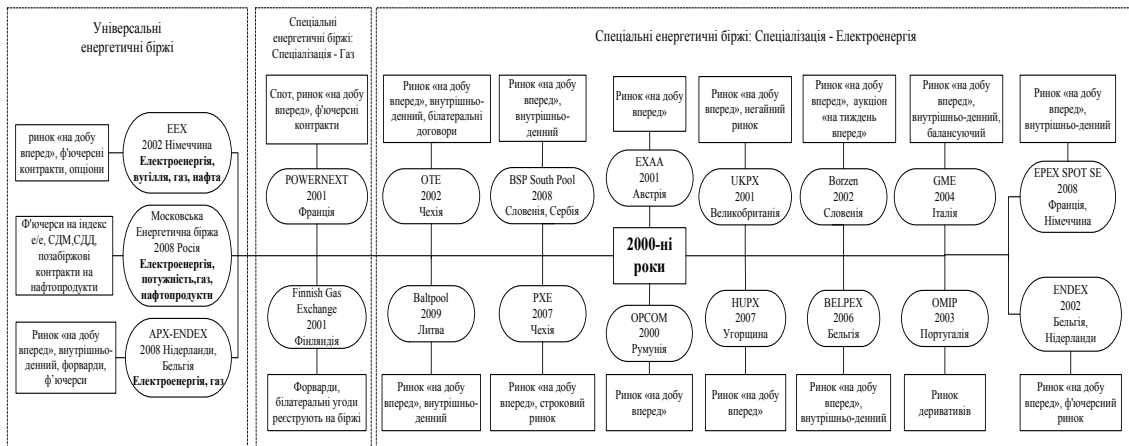 Універсальні
енергетичні біржі
ринок «на добу
вперед», ф'ючерсні
контракти, опціони
EEX
2002 Німеччина
Електроенергія,
вугілля, газ, нафта
Ф'ючерси на індекс
е/е, СДМ,СДД,
позабіржові
контракти на
нафтопродукти
Московська
Енергетична біржа
2008 Росія
Електроенергія,
потужність,газ,
нафтопродукти
Ринок «на добу
вперед», внутрішньо-
денний, форварди,
ф’ючерси
APX-ENDEX
2008 Нідерланди,
Бельгія
Електроенергія, газ
Спеціальні
енергетичні біржі:
Спеціалізація - Газ
Спот, ринок «на добу
вперед», ф'ючерсні
контракти
POWERNEXT
2001
Франція
Finnish Gas
Exchange
2001
Фінляндія
Форварди,
білатеральні угоди
реєструють на біржі
Спеціальні енергетичні біржі: Спеціалізація - Електроенергія
Ринок «на добу
вперед», внутрішньо-
денний, білатеральні
договори
OTE
2002
Чехія
Baltpool
2009
Литва
Ринок «на добу
вперед», внутрішньо-
денний
Ринок «на добу
вперед»,
внутрішньо-
денний
BSP South Pool
2008
Словенія, Сербія
PXE
2007
Чехія
Ринок «на добу
вперед», строковий
ринок
Ринок «на добу
вперед»
EXAA
2001
Австрія
2000-ні
роки
OPCOM
2000
Румунія
Ринок «на добу
вперед»
Ринок «на добу
вперед», негайний
ринок
UKPX
2001
Великобританія
HUPX
2007
Угорщина
Ринок «на добу
вперед»
Ринок «на добу
вперед», аукціон
«на тиждень
вперед»
Borzen
2002
Словенія
BELPEX
2006
Бельгія
Ринок «на добу
вперед»,
внутрішньо-денний
Ринок «на добу
вперед»,
внутрішньо-денний,
балансуючий
GME
2004
Італія
OMIP
2003
Португалія
Ринок
деривативів
Ринок «на добу
вперед»,
внутрішньо-денний
EPEX SPOT SE
2008
Франція,
Німеччина
ENDEX
2002
Бельгія,
Нідерланди
Ринок «на добу
вперед», ф'ючерсний
ринок